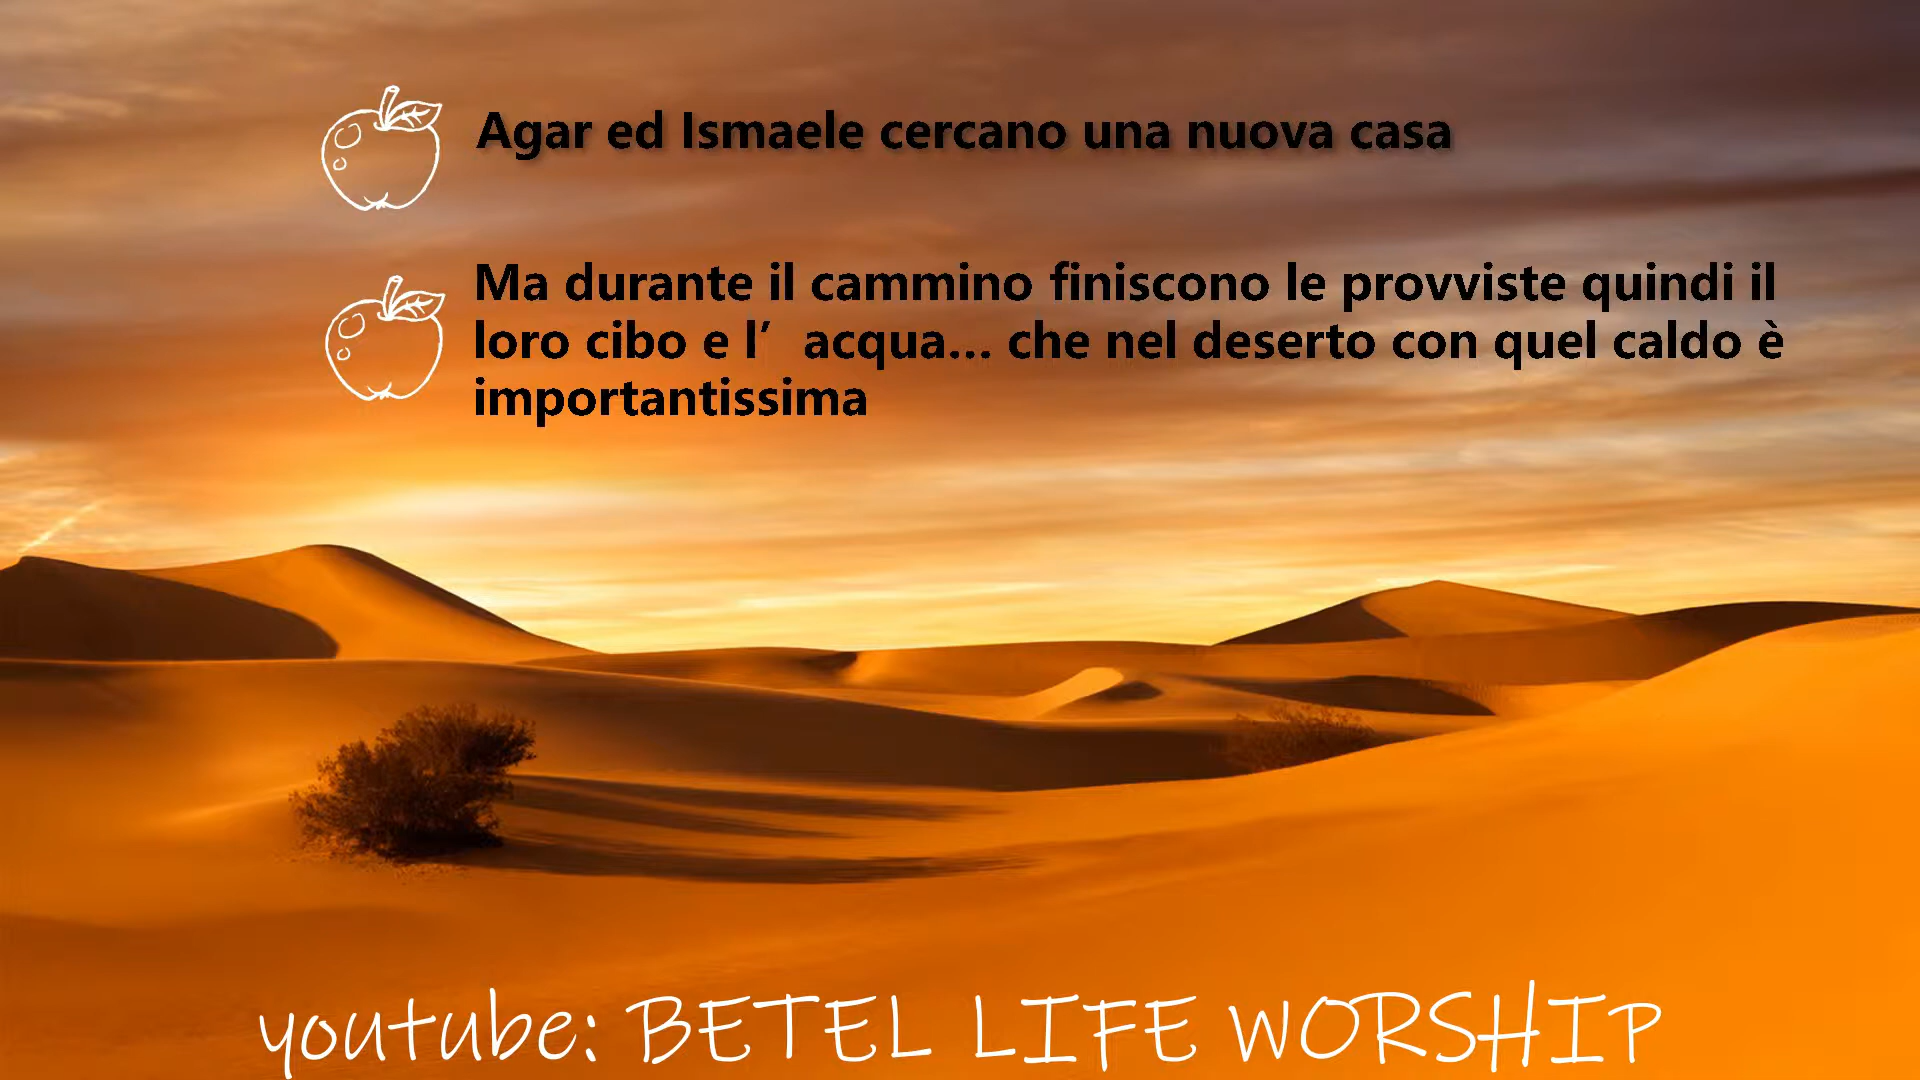 Agar ed Ismaele cercano una nuova casa
Ma durante il cammino finiscono le provviste quindi il
loro cibo e l’ acqua... che nel deserto con quel caldo è
importantissima
youtube: BETEL LIFE WORSHIP